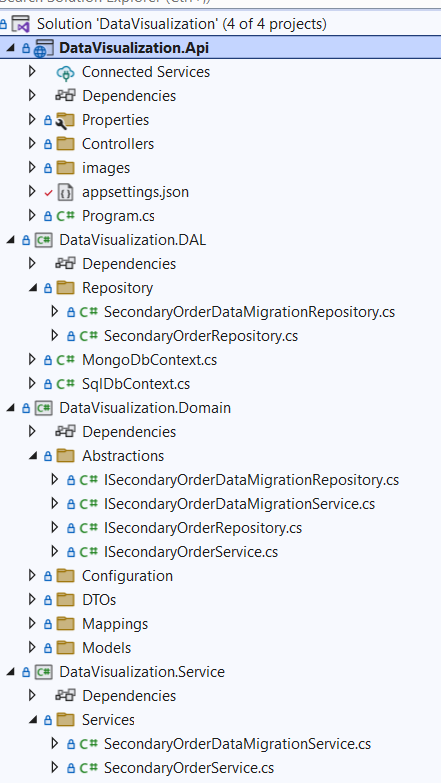 Solution 'DataVisualization' (4 of 4 projects)
DataVisualization.Api
Connected Services
Dependencies
Properties
Controllers
images
appsettings.json
C# Program.cs
C# DataVisualization.DAL
Dependencies
Repository
C# SecondaryOrderDataMigrationRepository.cs
C# SecondaryOrderRepository.cs
C# MongoDbContext.cs
C# SqlDbContext.cs
C# DataVisualization.Domain
Dependencies
Abstractions
C# ISecondaryOrderDataMigrationRepository.cs
C# ISecondaryOrderDataMigrationService.cs
C# ISecondaryOrderRepository.cs
C# ISecondaryOrderService.cs
Configuration
DTOs
Mappings
Models
C# DataVisualization.Service
Dependencies
Services
C# SecondaryOrderDataMigrationService.cs
C# SecondaryOrderService.cs